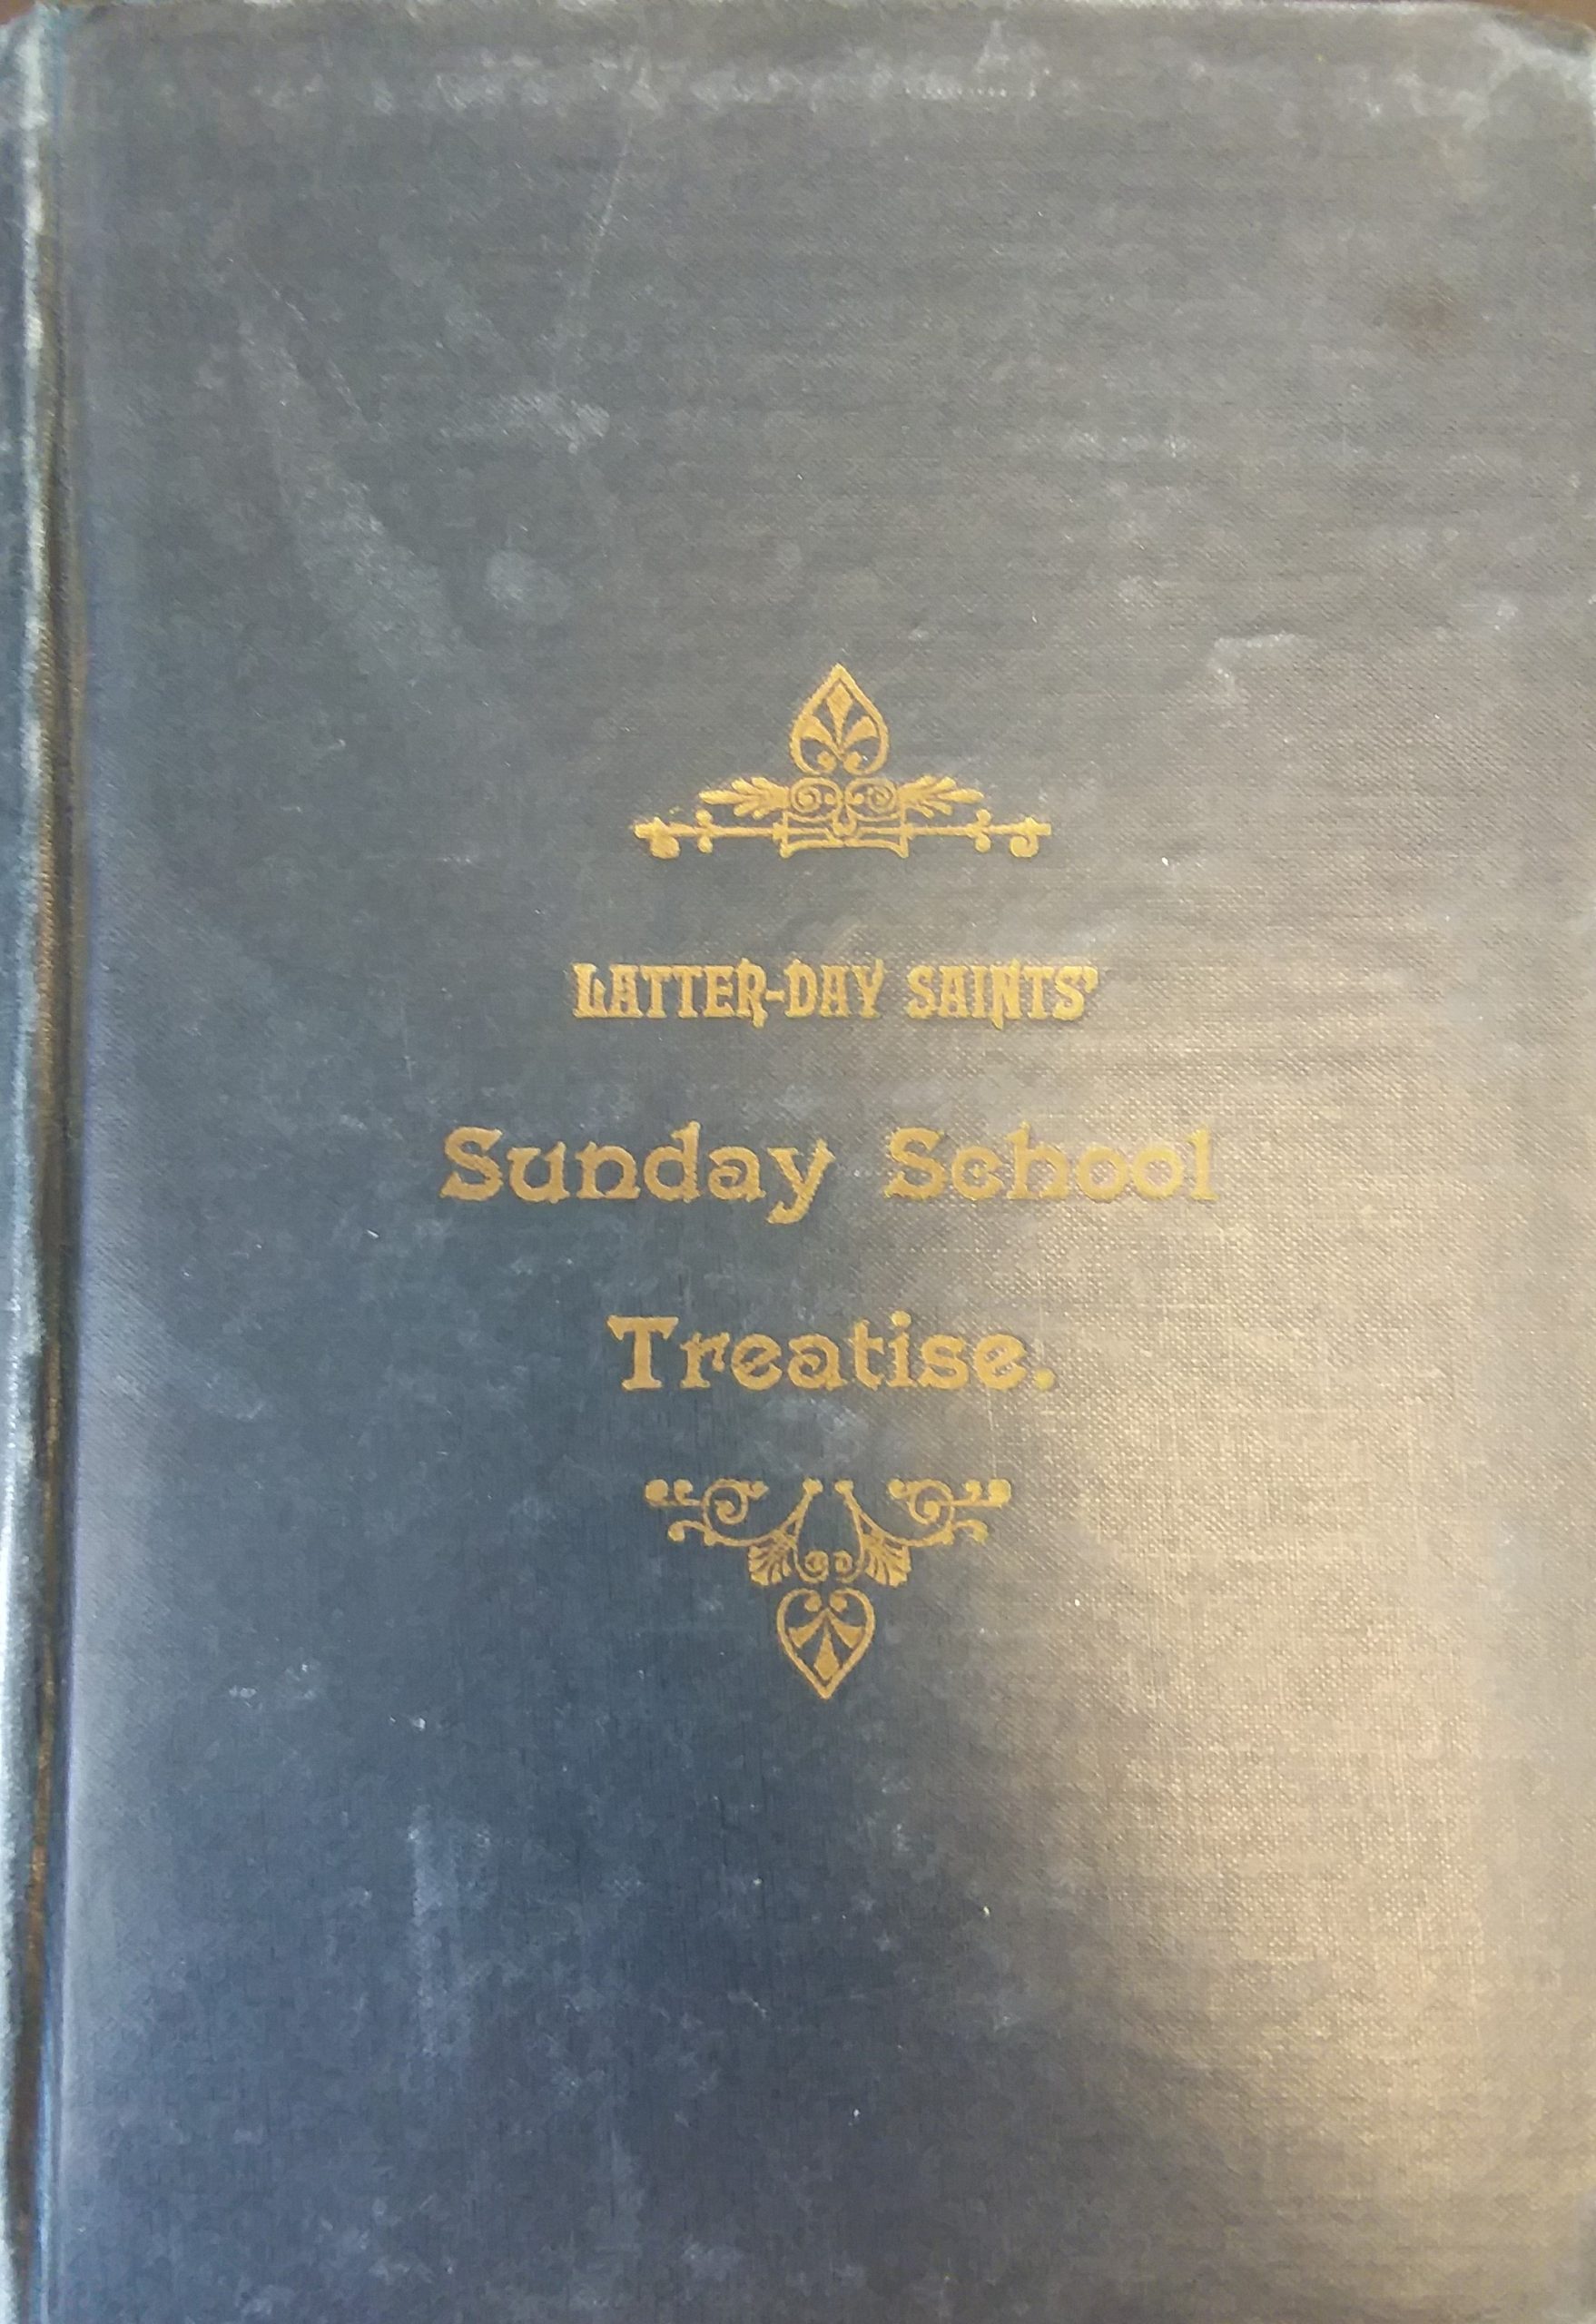 LATTER-DAY SAINTS'
Sunday School
Treatise.